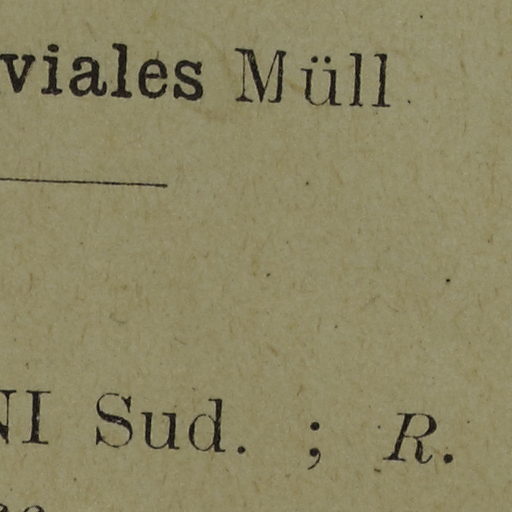 viales Müll.
NI Sud. ; R.